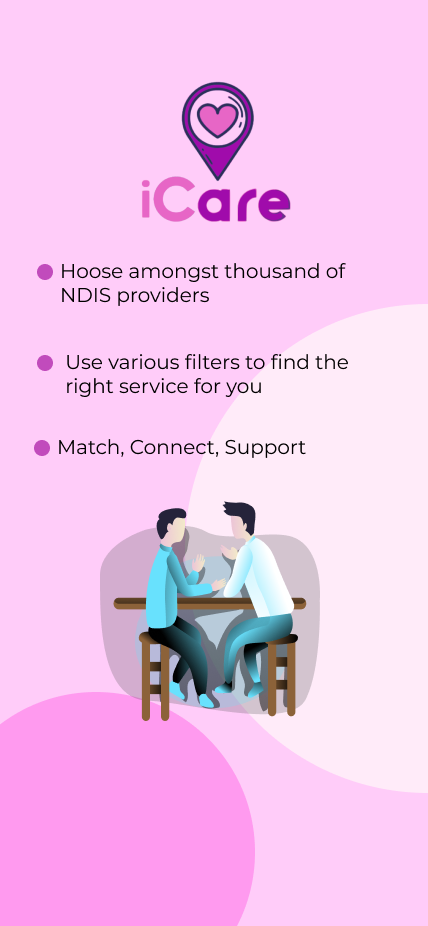 iCare
Hoose amongst thousand of
NDIS providers
Use various filters to find the
right service for you
Match, Connect, Support